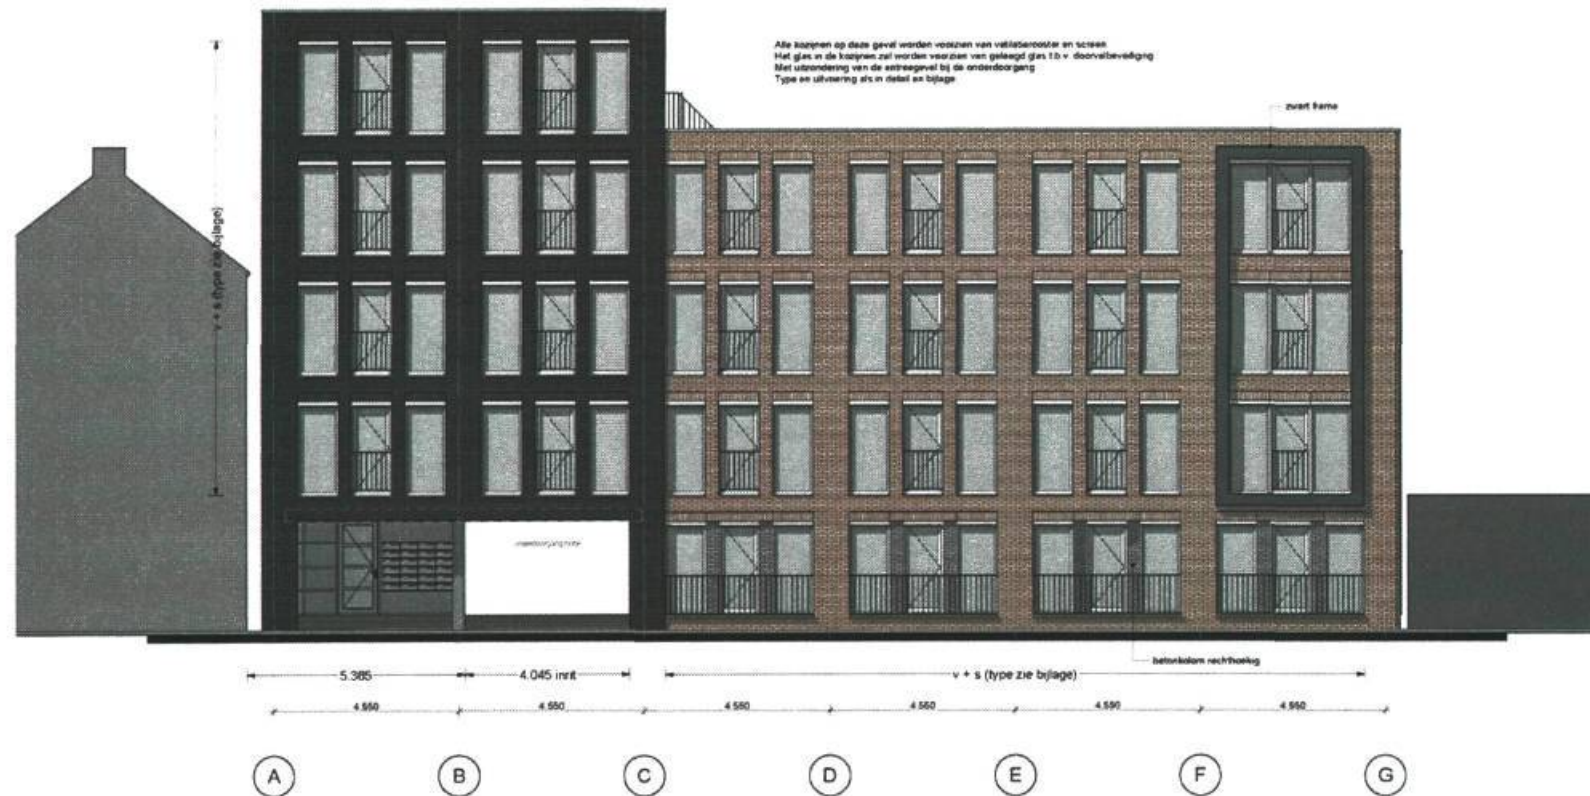 Alle kozijnen op deze gevel worden voorzien van ventilatierooster en screen
Het glas in de kozijnen zal worden voorzien van gelaagd glas t.b.v. doorvalbeveiliging
Met uitzondering van de entreegevel bij de onderdoorgang
Type en uitvoering als in detail en bijlage
zwart frame
v + s (type zie bijlage)
betonkolom rechthoekig
5.385
4.045 inrit
v + s (type zie bijlage)
4.550
4.550
4.550
4.550
4.590
4.550
A
B
C
D
E
F
G